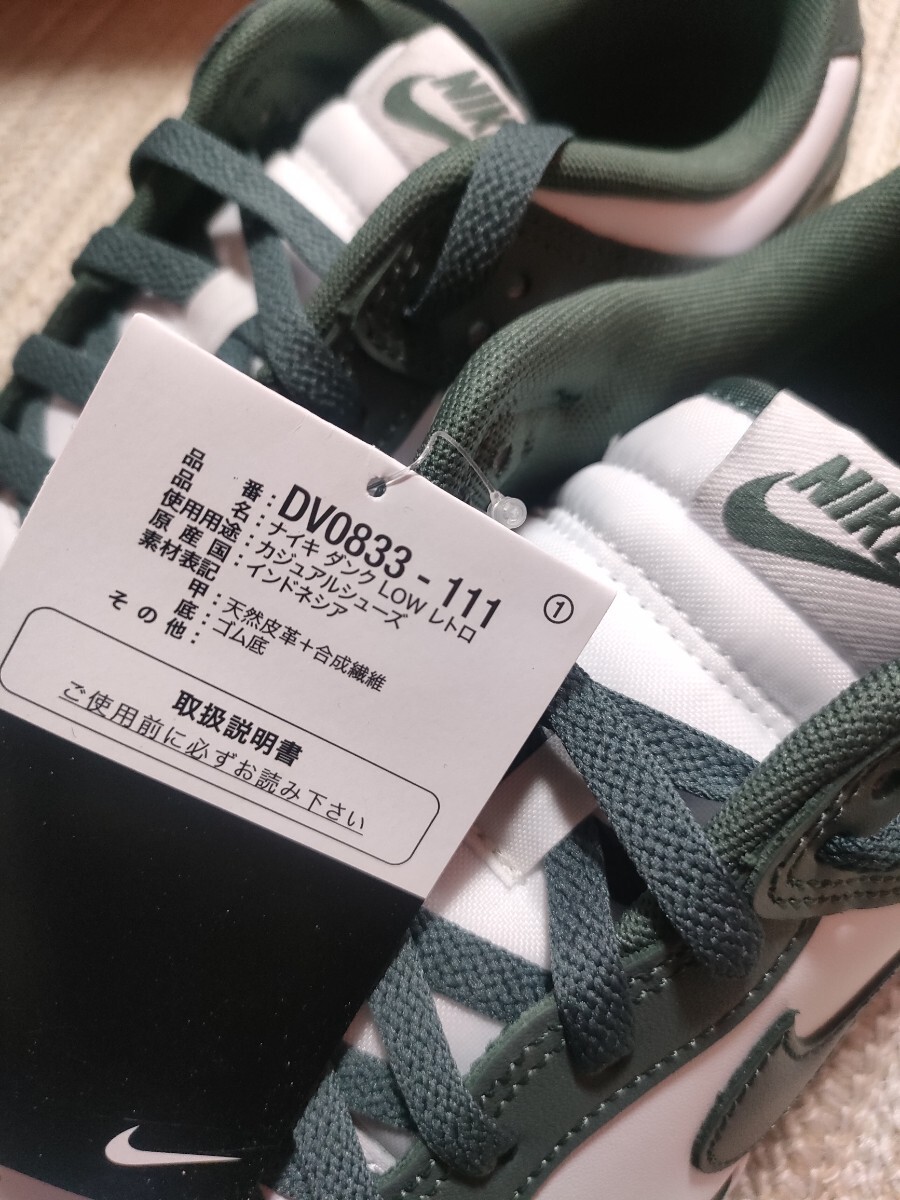 NIK
NIKE
品番：DV0833-111
品名：ナイキ ダンク LOW レトロ
使用用途：カジュアルシューズ
原産国：インドネシア
素材表記
甲：天然皮革＋合成繊維
底：ゴム底
その他：
①
取扱説明書
ご使用前に必ずお読み下さい